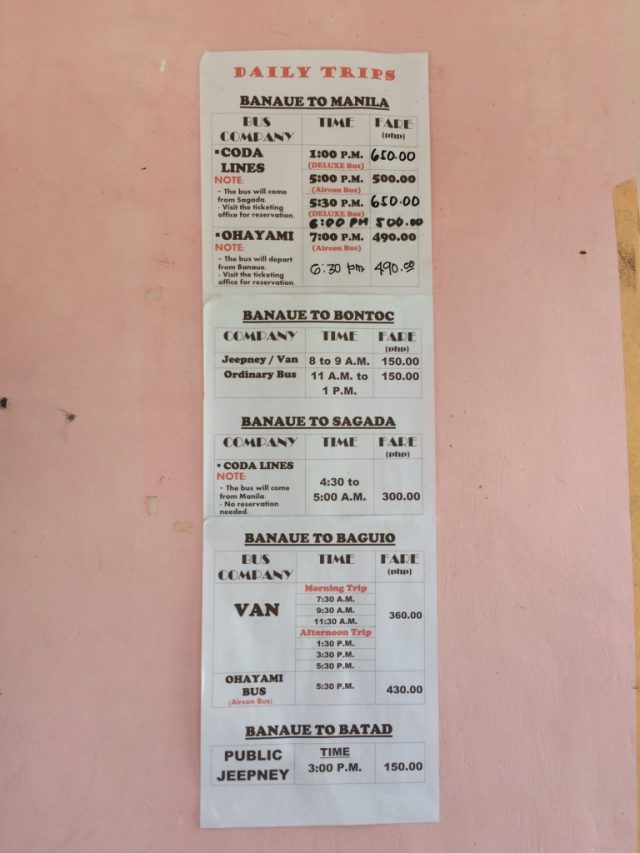 DAILY TRIPS
BANAUE TO MANILA
BUS COMPANY TIME FARE (php)
•CODA LINES 1:00 P.M. 650.00
(DELUXE Bus)
NOTE: 5:00 P.M. 500.00
(Aircon Bus)
- The bus will come from Sagada.
- Visit the ticketing office for reservation.
5:30 P.M. 650.00
(DELUXE Bus)
6:00 PM 500.00
•OHAYAMI 7:00 P.M. 490.00
NOTE: (Aircon Bus)
- The bus will depart from Banaue.
- Visit the ticketing office for reservation.
6:30 pm 490.00
BANAUE TO BONTOC
COMPANY TIME FARE (php)
Jeepney / Van 8 to 9 A.M. 150.00
Ordinary Bus 11 A.M. to 1 P.M. 150.00
BANAUE TO SAGADA
COMPANY TIME FARE (php)
• CODA LINES
NOTE:
- The bus will come from Manila.
- No reservation needed.
4:30 to 5:00 A.M. 300.00
BANAUE TO BAGUIO
BUS COMPANY TIME FARE (php)
VAN
Morning Trip
7:30 A.M.
9:30 A.M.
11:30 A.M.
Afternoon Trip
1:30 P.M.
3:30 P.M.
5:30 P.M.
360.00
OHAYAMI BUS
(Aircon Bus)
5:30 P.M. 430.00
BANAUE TO BATAD
PUBLIC JEEPNEY
TIME
3:00 P.M. 150.00